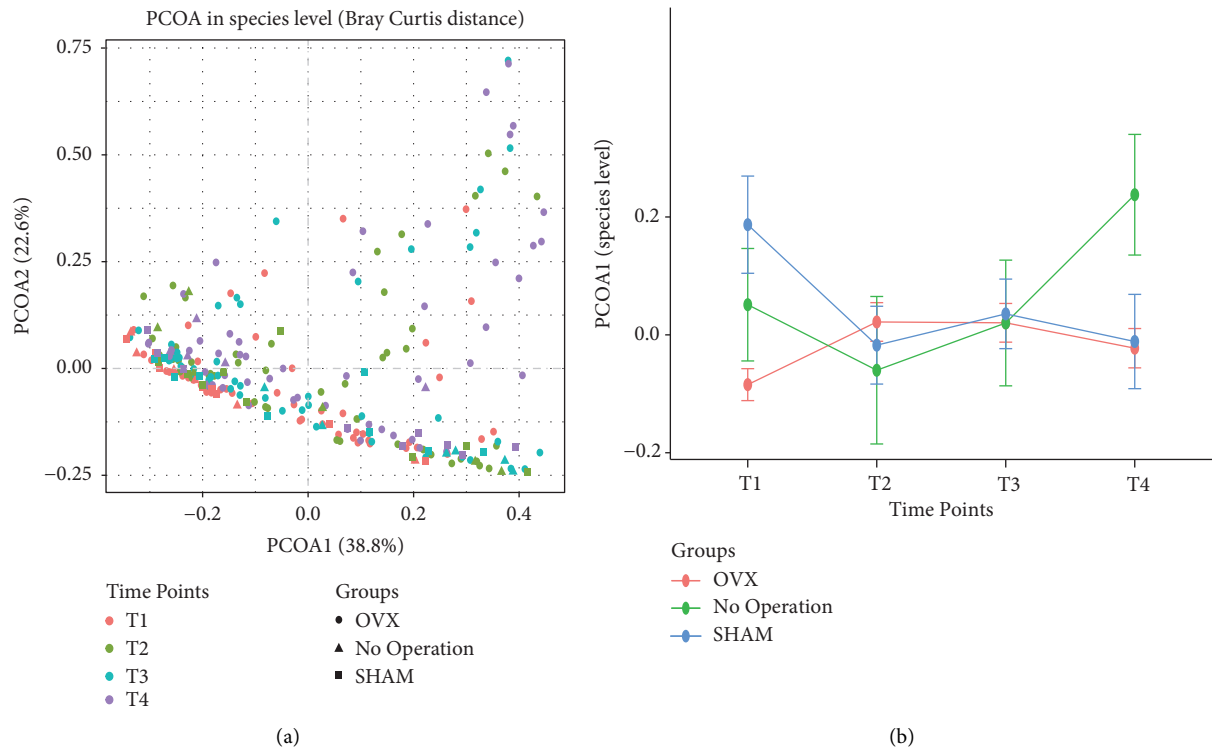 PCOA in species level (Bray Curtis distance)
0.75
0.50
0.25
0.00
−0.25
PCOA2 (22.6%)
−0.2
0.0
0.2
0.4
PCOA1 (38.8%)
Time Points
T1
T2
T3
T4
Groups
OVX
No Operation
SHAM
(a)
PCOA1 (species level)
0.2
0.0
−0.2
T1
T2
T3
T4
Time Points
Groups
OVX
No Operation
SHAM
(b)